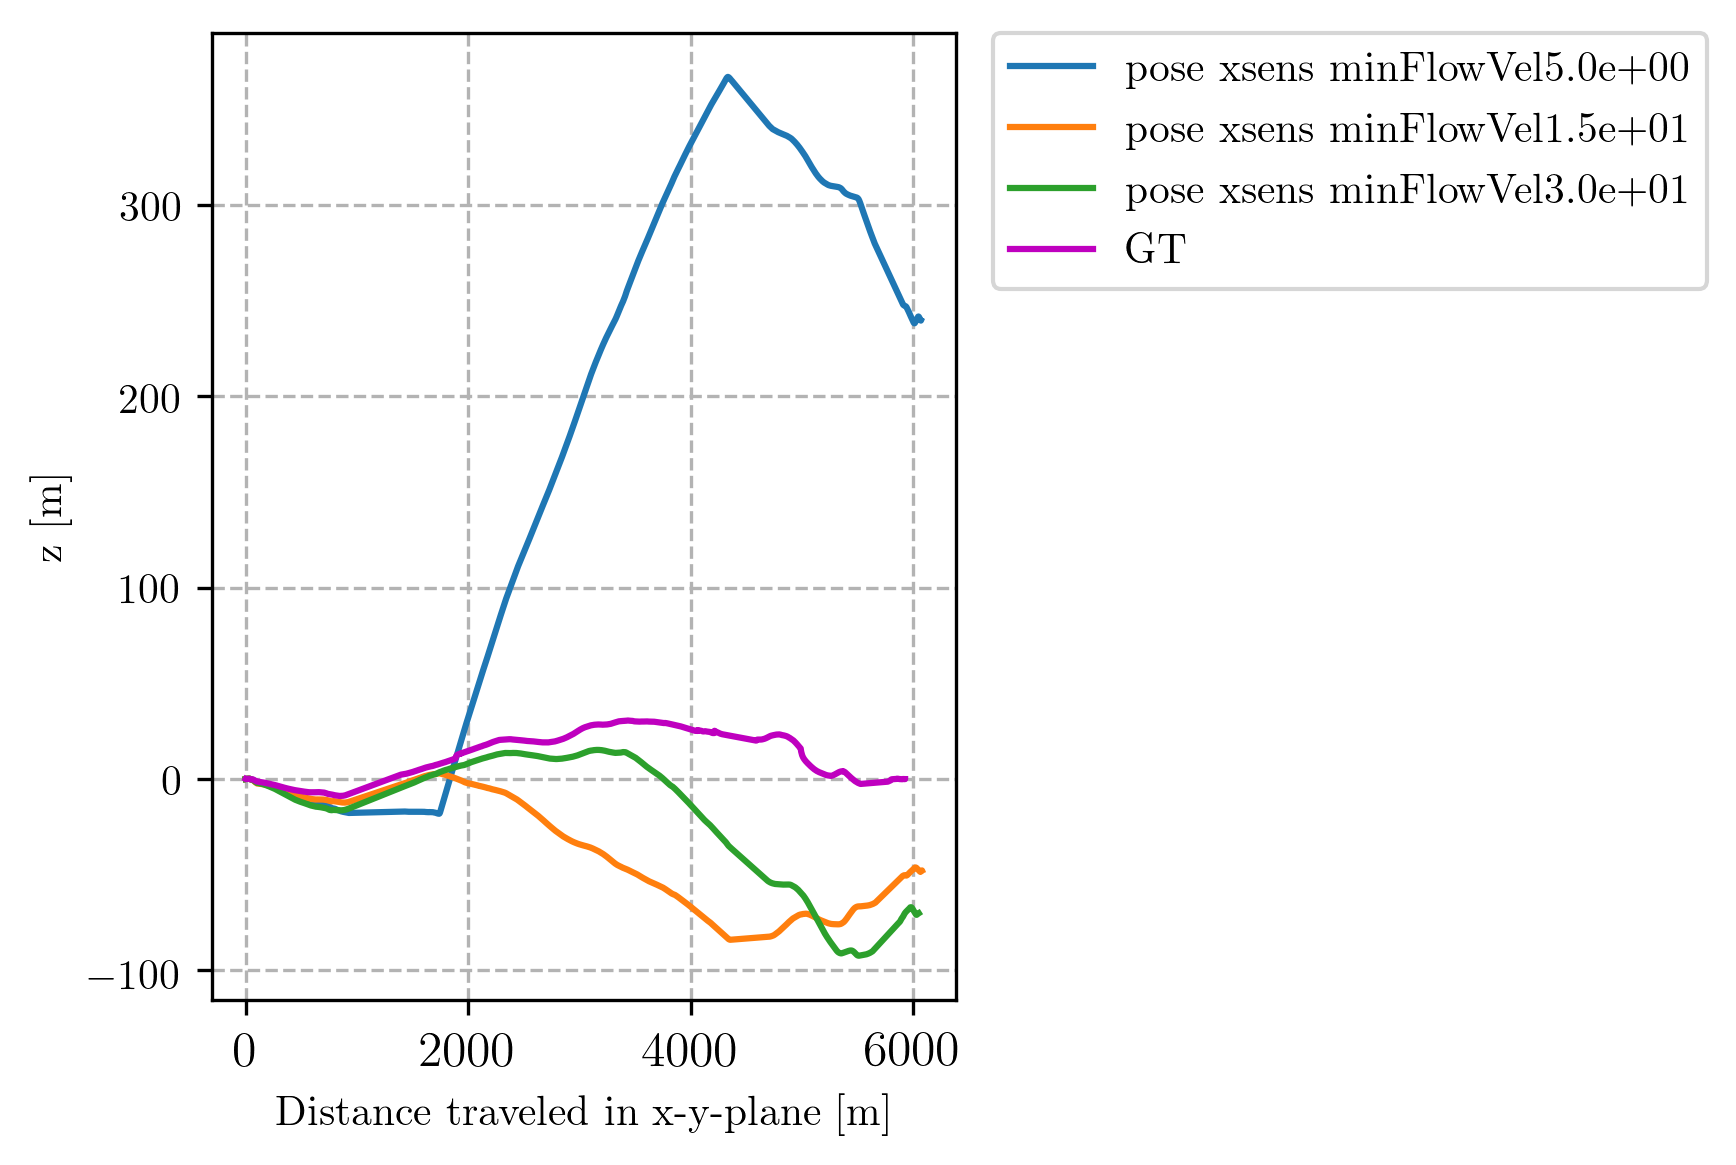 pose xsens minFlowVel5.0e+00
pose xsens minFlowVel1.5e+01
pose xsens minFlowVel3.0e+01
GT
300
200
100
0
−100
z [m]
0 2000 4000 6000
Distance traveled in x-y-plane [m]